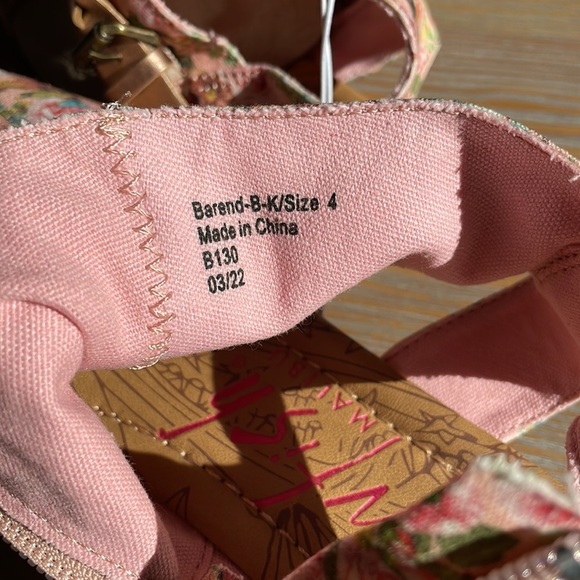 Barend-B-K/Size 4
Made in China
B130
03/22